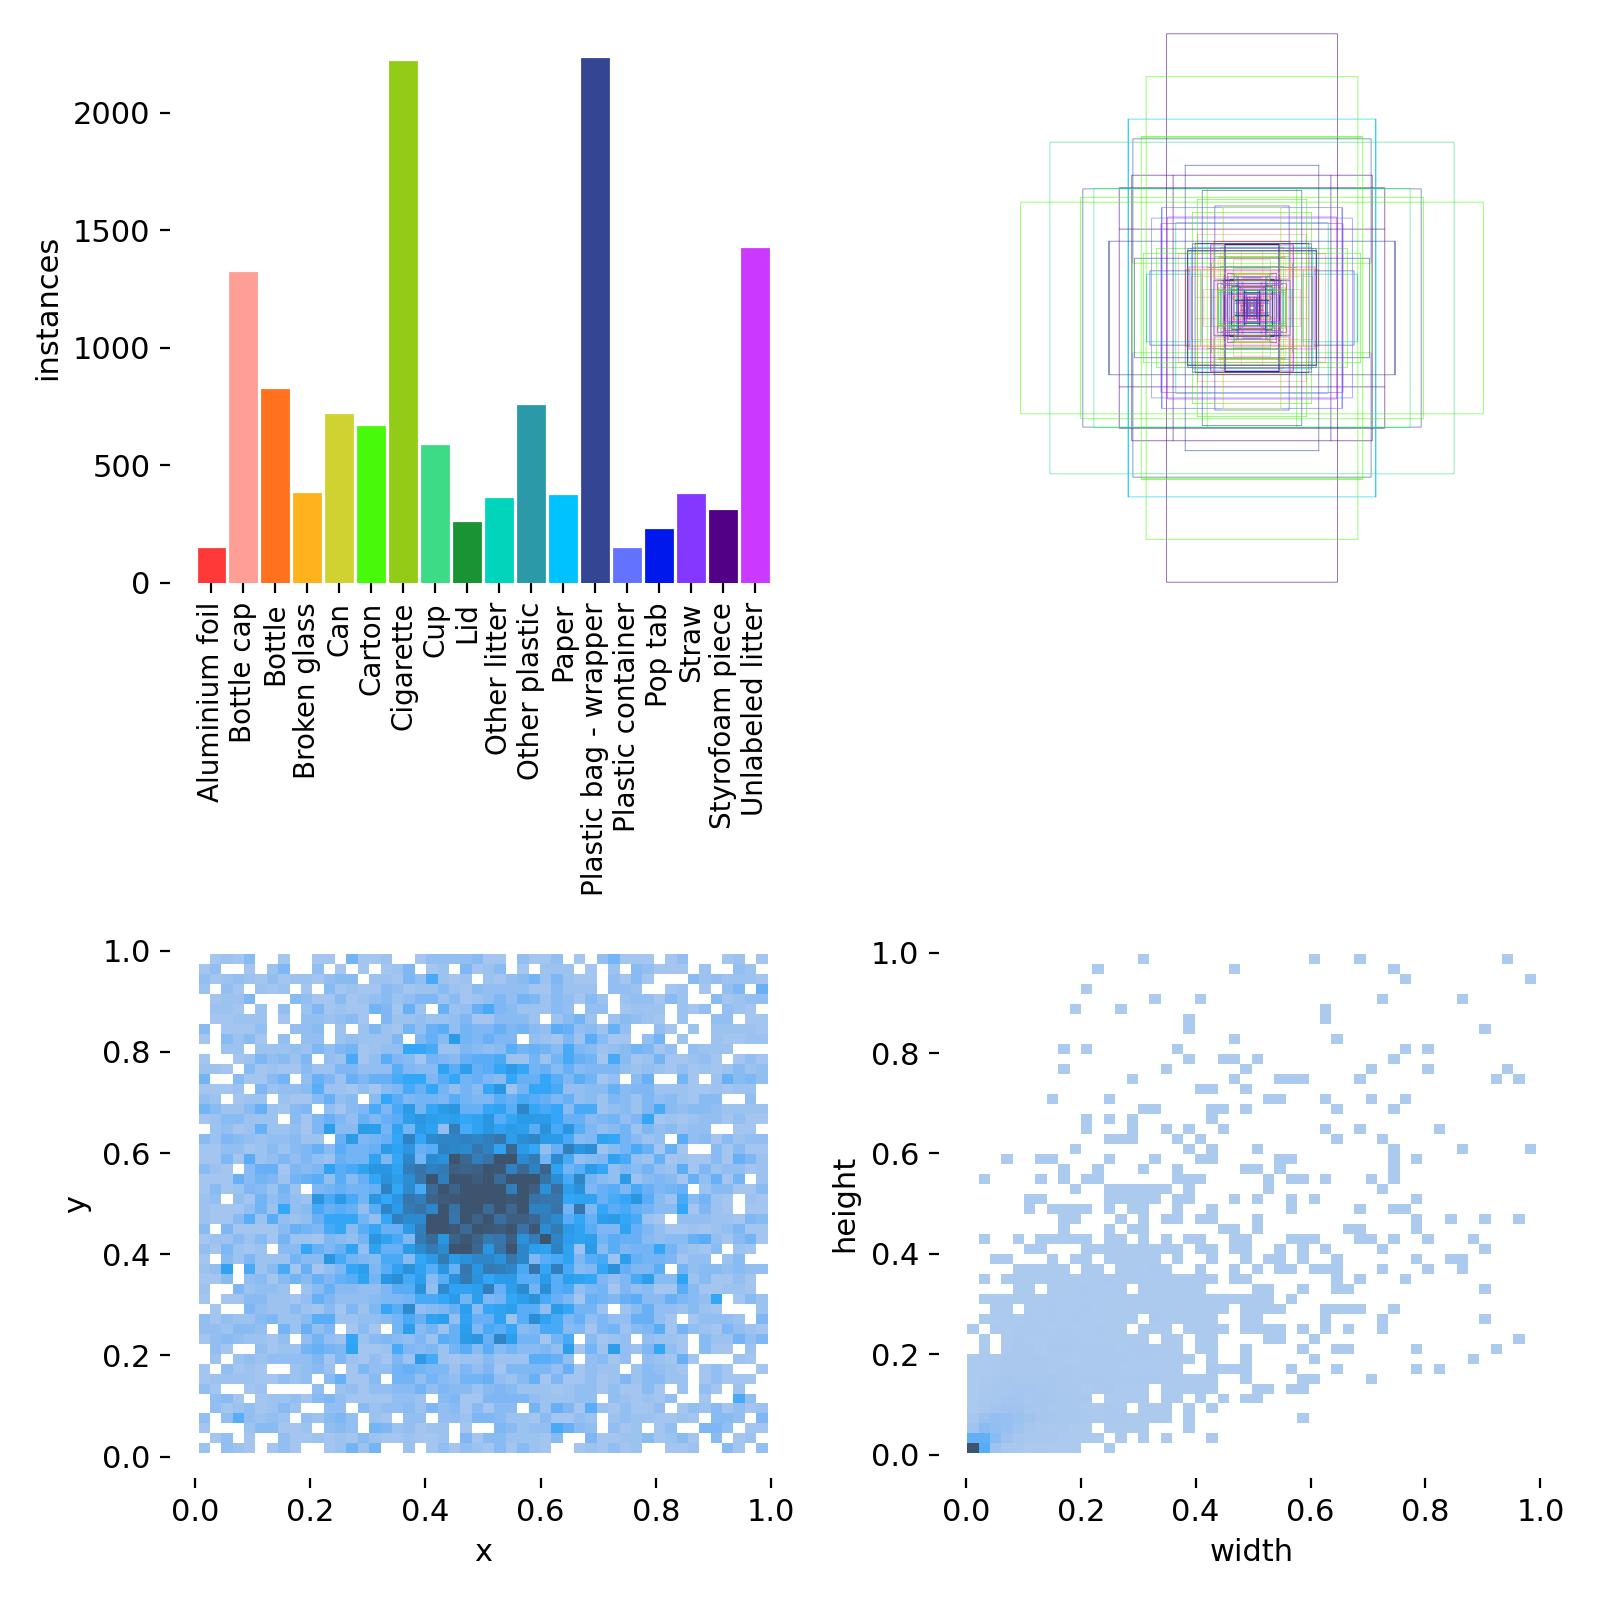 instances
2000
1500
1000
500
0
Aluminium foil
Bottle cap
Bottle
Broken glass
Can
Carton
Cigarette
Cup
Lid
Other litter
Other plastic
Paper
Plastic bag - wrapper
Plastic container
Pop tab
Straw
Styrofoam piece
Unlabeled litter
y
1.0
0.8
0.6
0.4
0.2
0.0
0.0 0.2 0.4 0.6 0.8 1.0
x
height
1.0
0.8
0.6
0.4
0.2
0.0
0.0 0.2 0.4 0.6 0.8 1.0
width